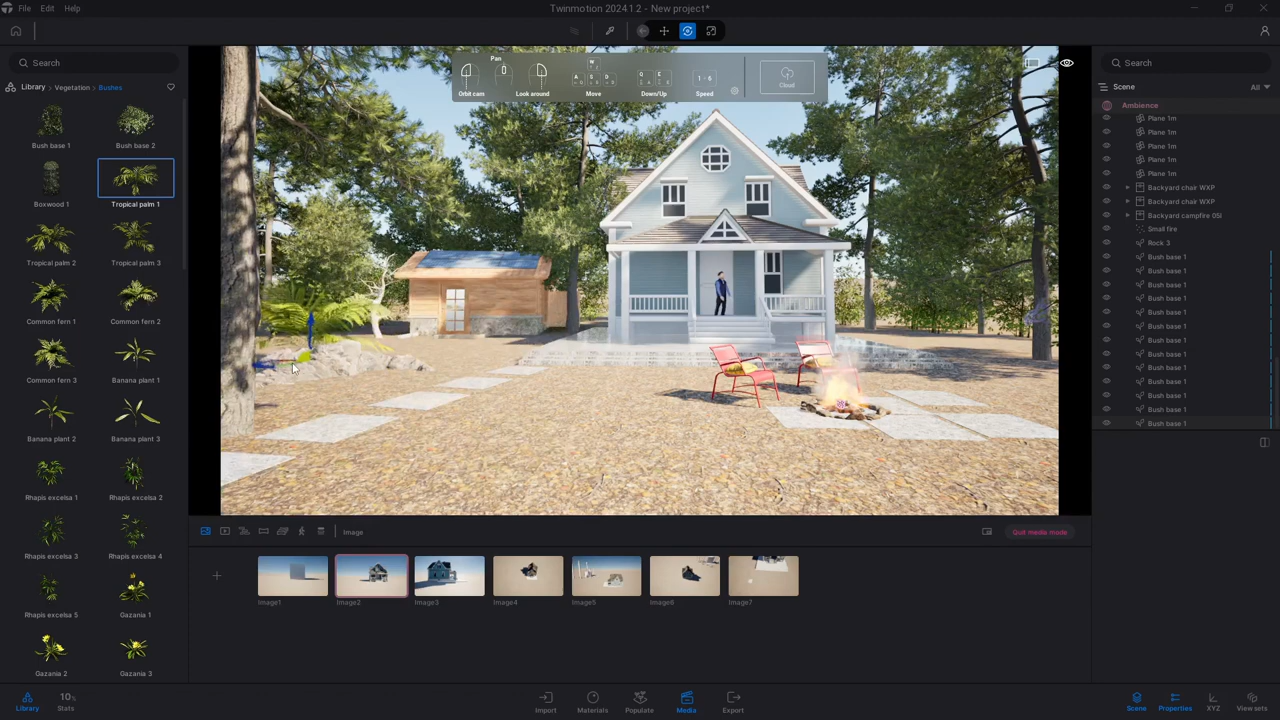 File Edit Help
Twinmotion 2024.1.2 - New project*
Search
Library Vegetation Bushes
Bush base 1 Bush base 2
Boxwood 1 Tropical palm 1
Tropical palm 2 Tropical palm 3
Common fern 1 Common fern 2
Common fern 3 Banana plant 1
Banana plant 2 Banana plant 3
Rhapis excelsa 1 Rhapis excelsa 2
Rhapis excelsa 3 Rhapis excelsa 4
Rhapis excelsa 5 Gazania 1
Gazania 2 Gazania 3
Pan
Orbit cam Look around Move Down/Up Speed
A S D
Q E
1 - 6
Cloud
Image
Quit media mode
Image1 Image2 Image3 Image4 Image5 Image6 Image7
Search
Scene All
Ambience
Plane 1m
Plane 1m
Plane 1m
Plane 1m
Plane 1m
Backyard chair WXP
Backyard chair WXP
Backyard campfire 05I
Small fire
Rock 3
Bush base 1
Bush base 1
Bush base 1
Bush base 1
Bush base 1
Bush base 1
Bush base 1
Bush base 1
Bush base 1
Bush base 1
Bush base 1
Bush base 1
Bush base 1
10%
Library Stats Import Materials Populate Media Export Scene Properties XYZ View sets